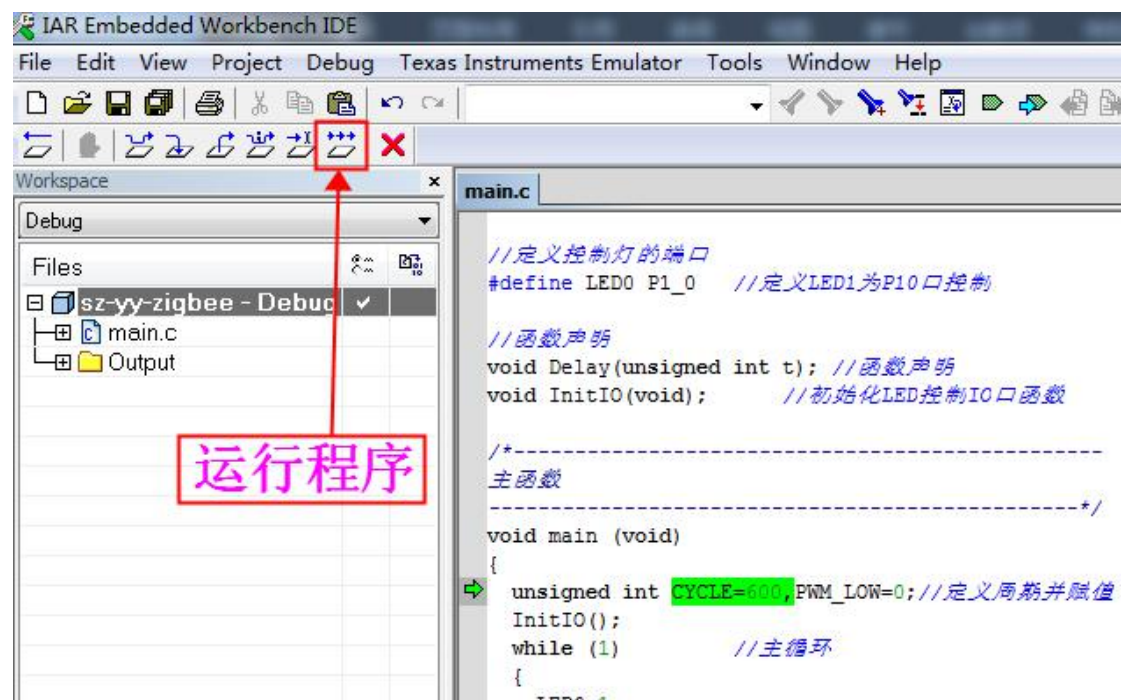 IAR Embedded Workbench IDE
File Edit View Project Debug Texas Instruments Emulator Tools Window Help
Workspace
main.c
Debug
Files
sz-yy-zigbee - Debug
main.c
Output
运行程序
//定义控制灯的端口
#define LED0 P1_0 //定义LED1为P10口控制
//函数声明
void Delay(unsigned int t); //函数声明
void InitIO(void); //初始化LED控制IO口函数
/*-------------------------------------------------
主函数
-------------------------------------------------*/
void main (void)
{
unsigned int CYCLE=600,PWM_LOW=0;//定义周期并赋值
InitIO();
while (1) //主循环
{